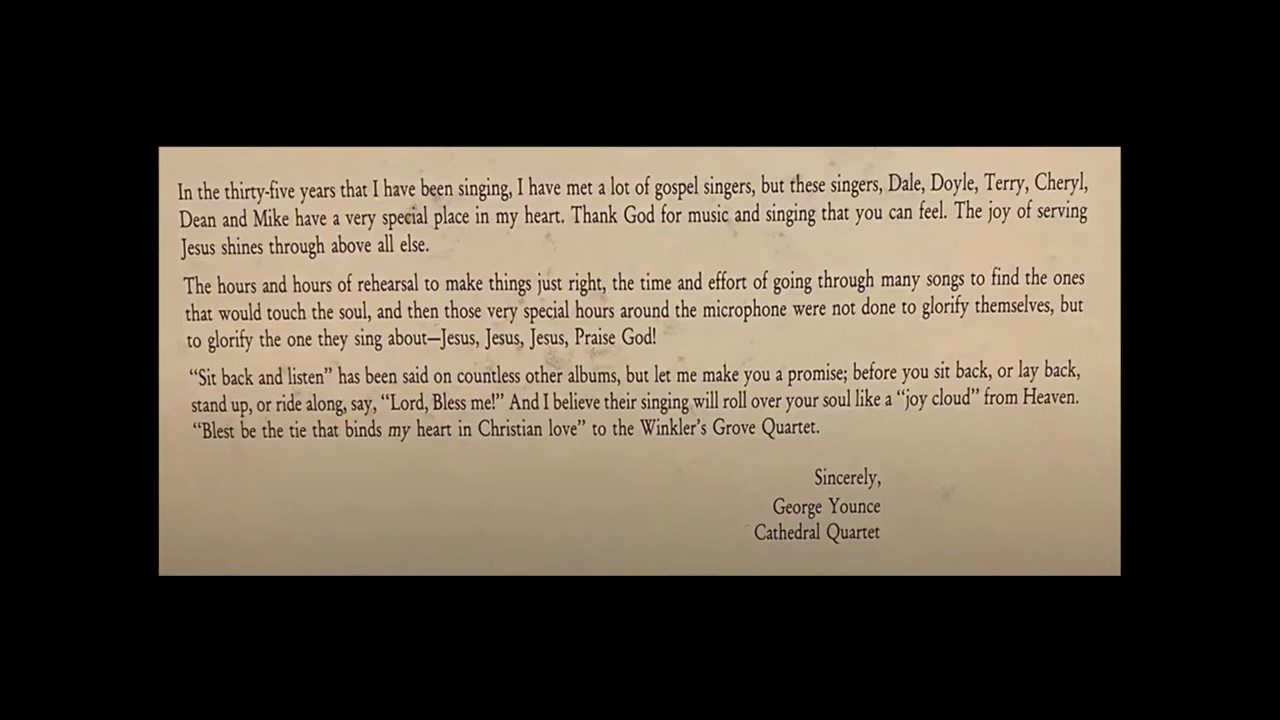 In the thirty-five years that I have been singing, I have met a lot of gospel singers, but these singers, Dale, Doyle, Terry, Cheryl,
Dean and Mike have a very special place in my heart. Thank God for music and singing that you can feel. The joy of serving
Jesus shines through above all else.
The hours and hours of rehearsal to make things just right, the time and effort of going through many songs to find the ones
that would touch the soul, and then those very special hours around the microphone were not done to glorify themselves, but
to glorify the one they sing about—Jesus, Jesus, Jesus, Praise God!
“Sit back and listen” has been said on countless other albums, but let me make you a promise; before you sit back, or lay back,
stand up, or ride along, say, “Lord, Bless me!” And I believe their singing will roll over your soul like a “joy cloud” from Heaven.
“Blest be the tie that binds my heart in Christian love” to the Winkler’s Grove Quartet.
Sincerely,
George Younce
Cathedral Quartet